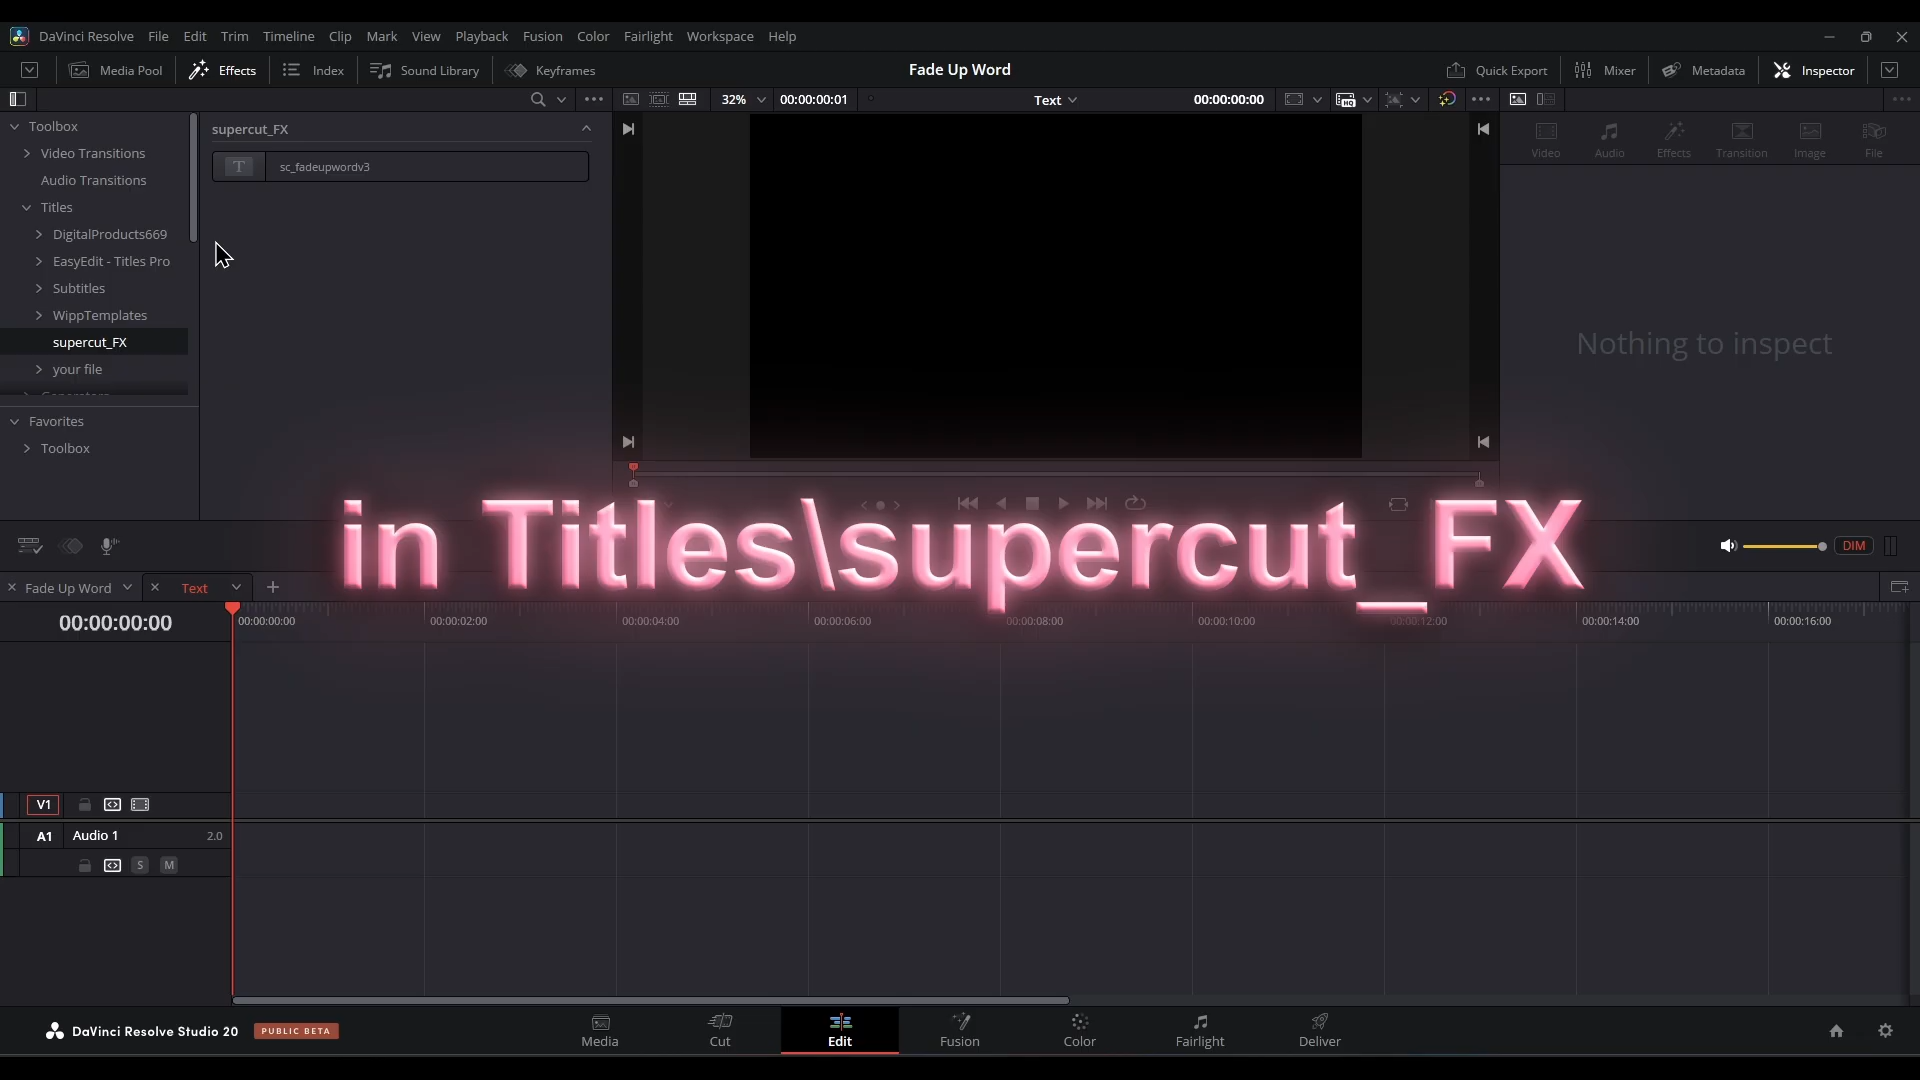 DaVinci Resolve File Edit Trim Timeline Clip Mark View Playback Fusion Color Fairlight Workspace Help
Media Pool Effects Index Sound Library Keyframes Fade Up Word Quick Export Mixer Metadata Inspector
32% 00:00:00:01 Text 00:00:00:00
Toolbox
Video Transitions
Audio Transitions
Titles
DigitalProducts669
EasyEdit - Titles Pro
Subtitles
WippTemplates
supercut_FX
your file
Generators
Favorites
Toolbox
supercut_FX
T sc_fadeupwordv3
Video Audio Effects Transition Image File
Nothing to inspect
in Titles\supercut_FX
DIM
Fade Up Word Text
00:00:00:00
00:00:00:00 00:00:02:00 00:00:04:00 00:00:06:00 00:00:08:00 00:00:10:00 00:00:12:00 00:00:14:00 00:00:16:00
V1
A1 Audio 1 2.0
S M
DaVinci Resolve Studio 20 PUBLIC BETA
Media Cut Edit Fusion Color Fairlight Deliver